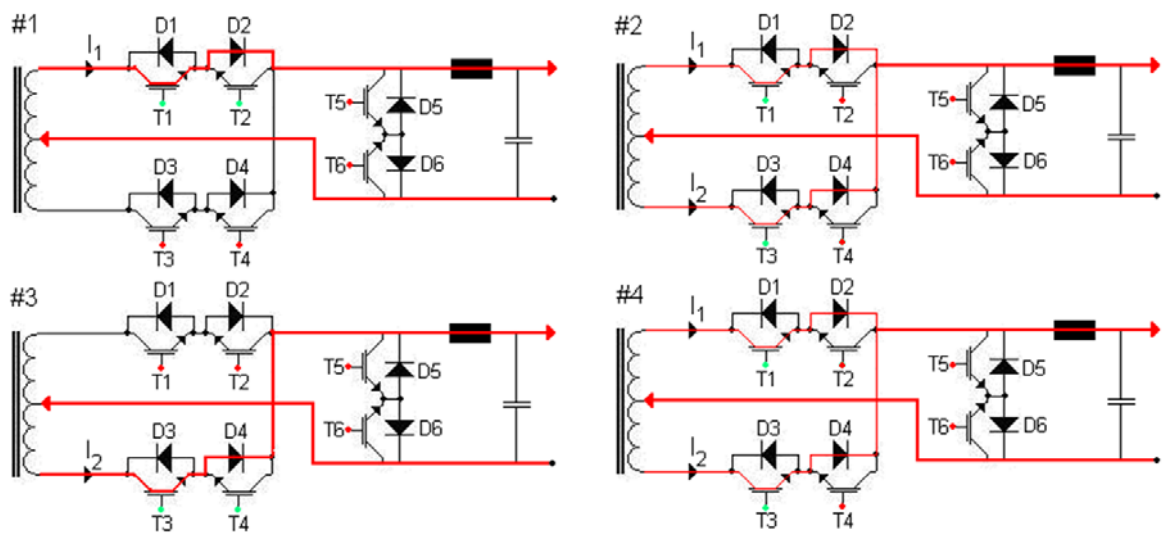 #1
D1 D2
I1
T1 T2
T5 D5
T6 D6
D3 D4
T3 T4
#2
D1 D2
I1
T1 T2
T5 D5
T6 D6
D3 D4
I2
T3 T4
#3
D1 D2
T1 T2
T5 D5
T6 D6
D3 D4
I2
T3 T4
#4
D1 D2
I1
T1 T2
T5 D5
T6 D6
D3 D4
I2
T3 T4